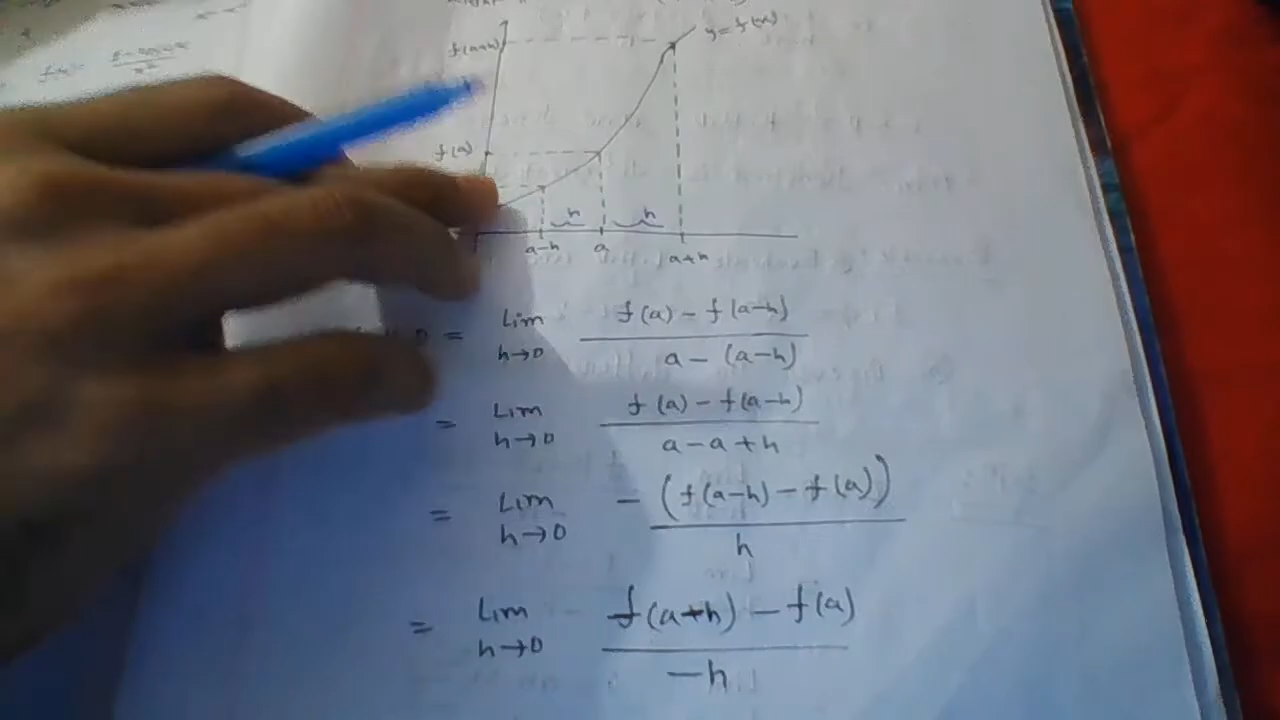 f(a+h)
y = f(x)
f(a)
h h
a-h a a+h
= Lim h→0 f(a) - f(a-h) / a - (a-h)
= Lim h→0 f(a) - f(a-h) / a - a + h
= Lim h→0 - (f(a-h) - f(a)) / h
= Lim h→0 f(a+h) - f(a) / -h